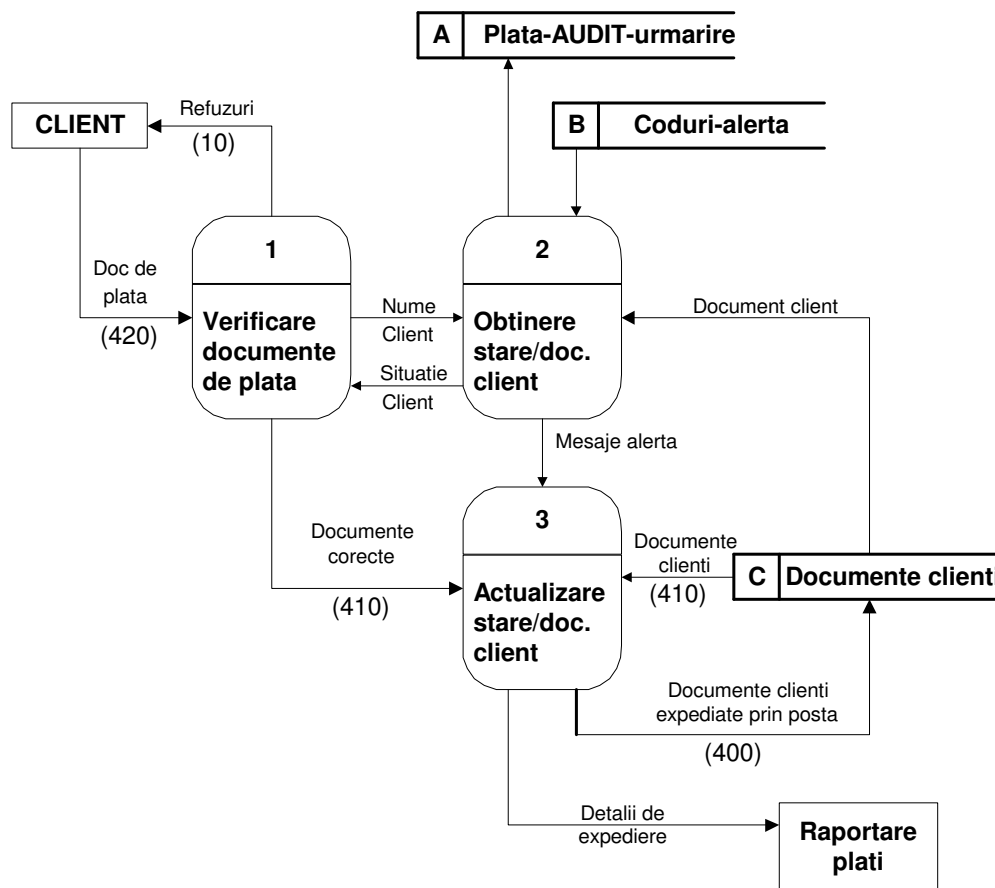 A Plata-AUDIT-urmarire
CLIENT
Refuzuri
(10)
B Coduri-alerta
1
2
Doc de
plata
(420)
Verificare
documente
de plata
Nume
Client
Situatie
Client
Obtinere
stare/doc.
client
Document client
Mesaje alerta
3
Documente
corecte
(410)
Actualizare
stare/doc.
client
Documente
clienti
(410)
C Documente clienti
Documente clienti
expediate prin posta
(400)
Detalii de
expediere
Raportare
plati